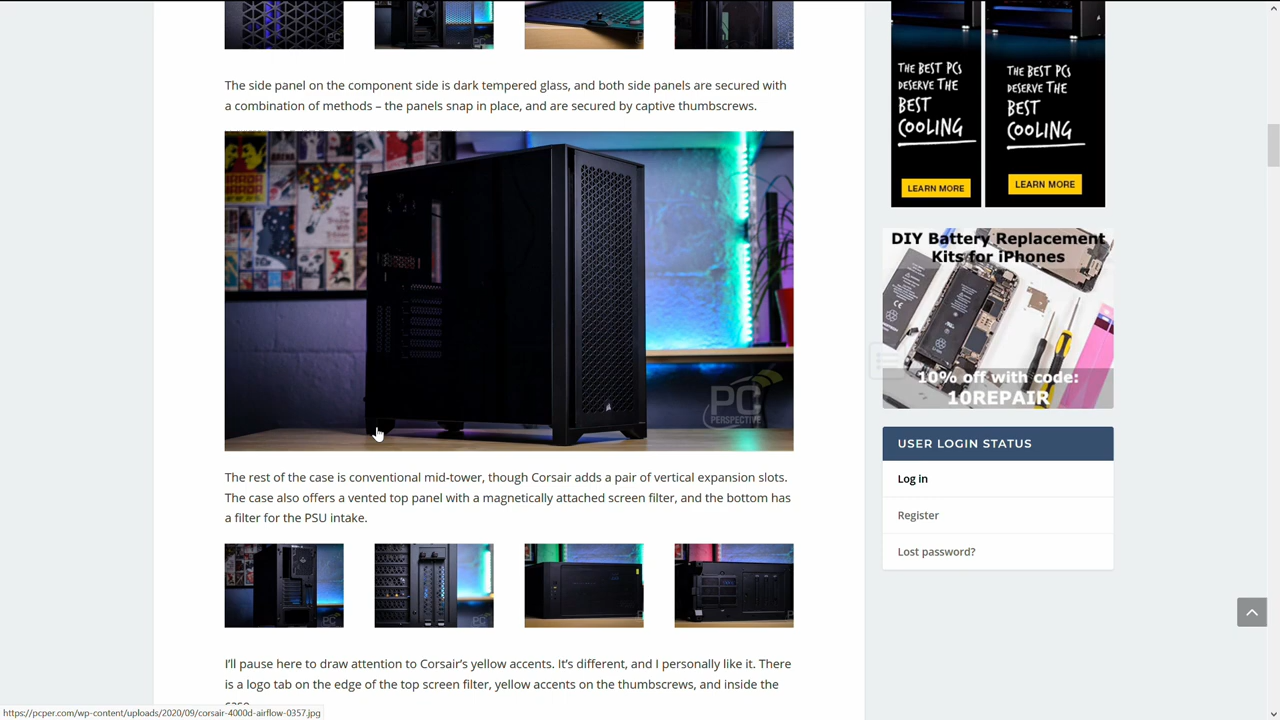 The side panel on the component side is dark tempered glass, and both side panels are secured with
a combination of methods – the panels snap in place, and are secured by captive thumbscrews.
PC
PERSPECTIVE
The rest of the case is conventional mid-tower, though Corsair adds a pair of vertical expansion slots.
The case also offers a vented top panel with a magnetically attached screen filter, and the bottom has
a filter for the PSU intake.
I'll pause here to draw attention to Corsair's yellow accents. It's different, and I personally like it. There
is a logo tab on the edge of the top screen filter, yellow accents on the thumbscrews, and inside the
THE BEST PCs
DESERVE THE
BEST
COOLING
LEARN MORE
THE BEST PCs
DESERVE THE
BEST
COOLING
LEARN MORE
DIY Battery Replacement
Kits for iPhones
10% off with code:
10REPAIR
USER LOGIN STATUS
Log in
Register
Lost password?
https://pcper.com/wp-content/uploads/2020/09/corsair-4000d-airflow-0357.jpg